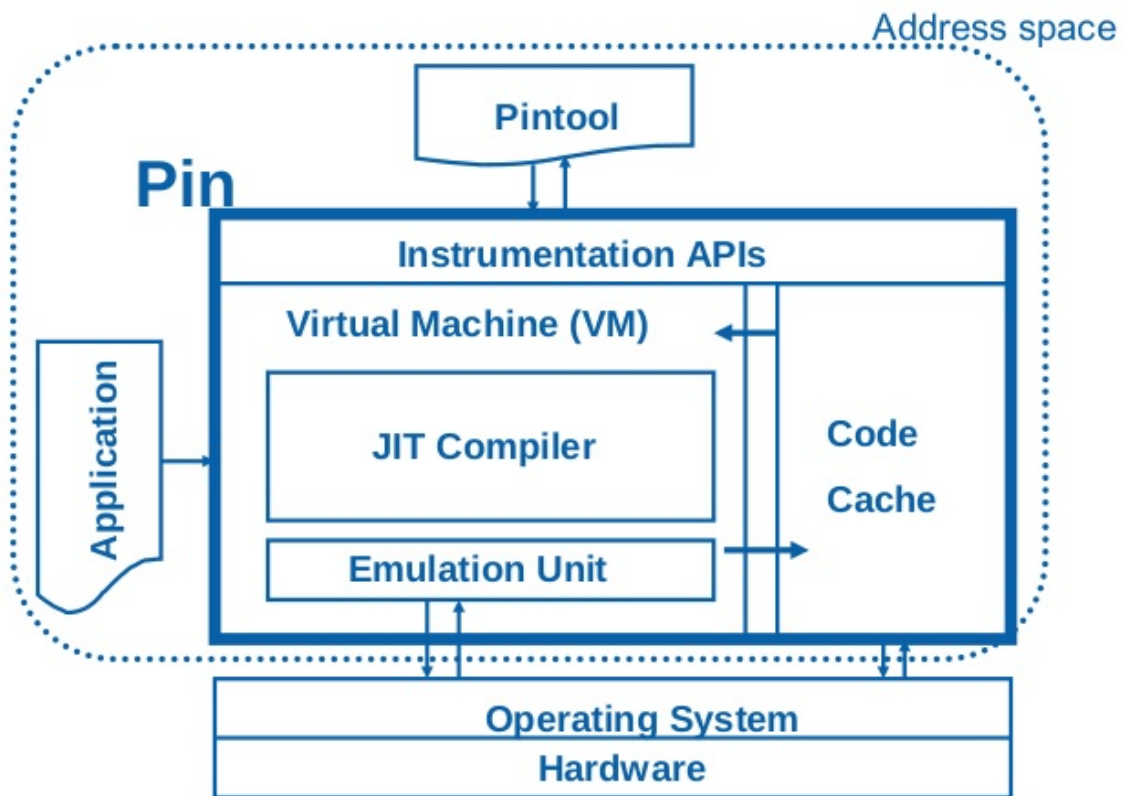 Address space
Pintool
Pin
Instrumentation APIs
Virtual Machine (VM)
Application
JIT Compiler
Code
Cache
Emulation Unit
Operating System
Hardware